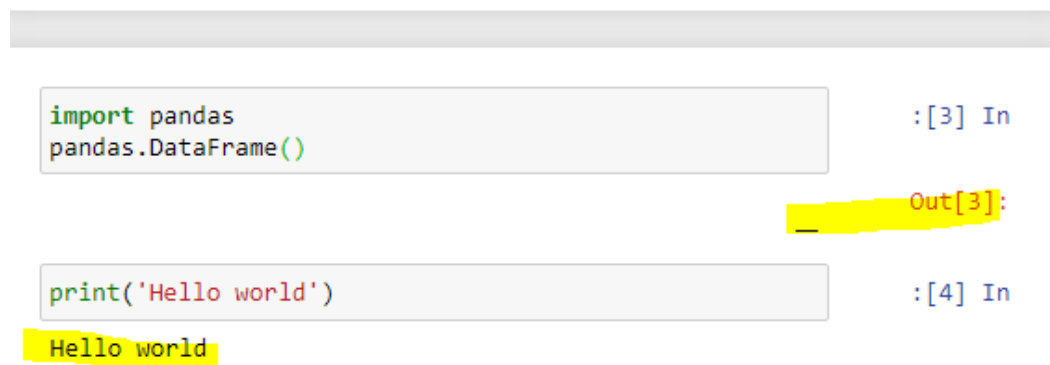 import pandas
pandas.DataFrame()
:[3] In
Out[3]:
print('Hello world')
:[4] In
Hello world